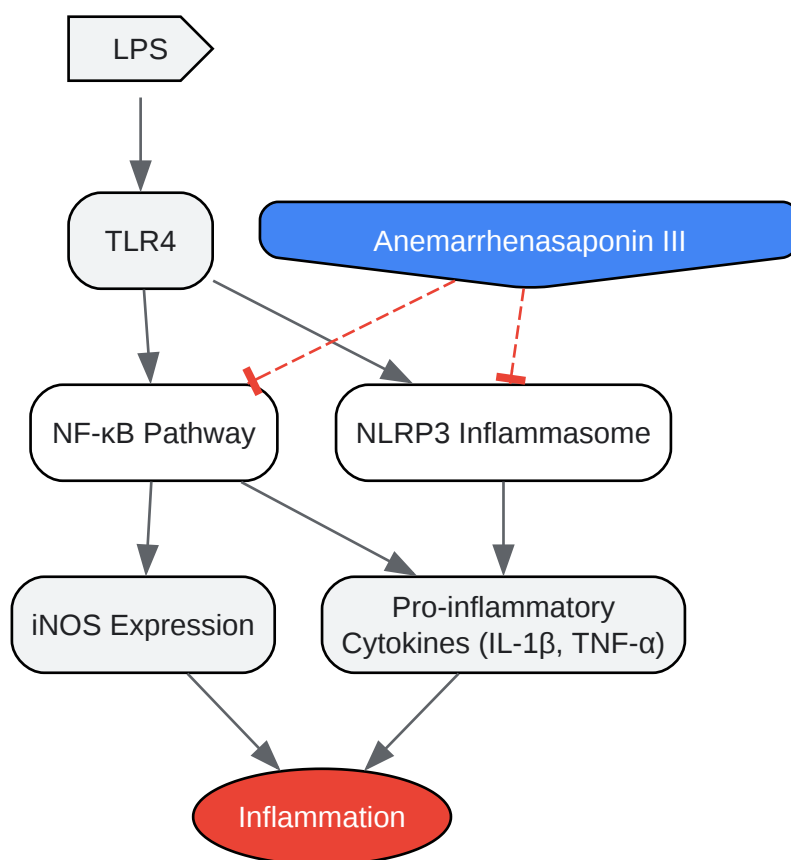 LPS
TLR4
Anemarrhenasaponin III
NF-κB Pathway
NLRP3 Inflammasome
iNOS Expression
Pro-inflammatory
Cytokines (IL-1β, TNF-α)
Inflammation